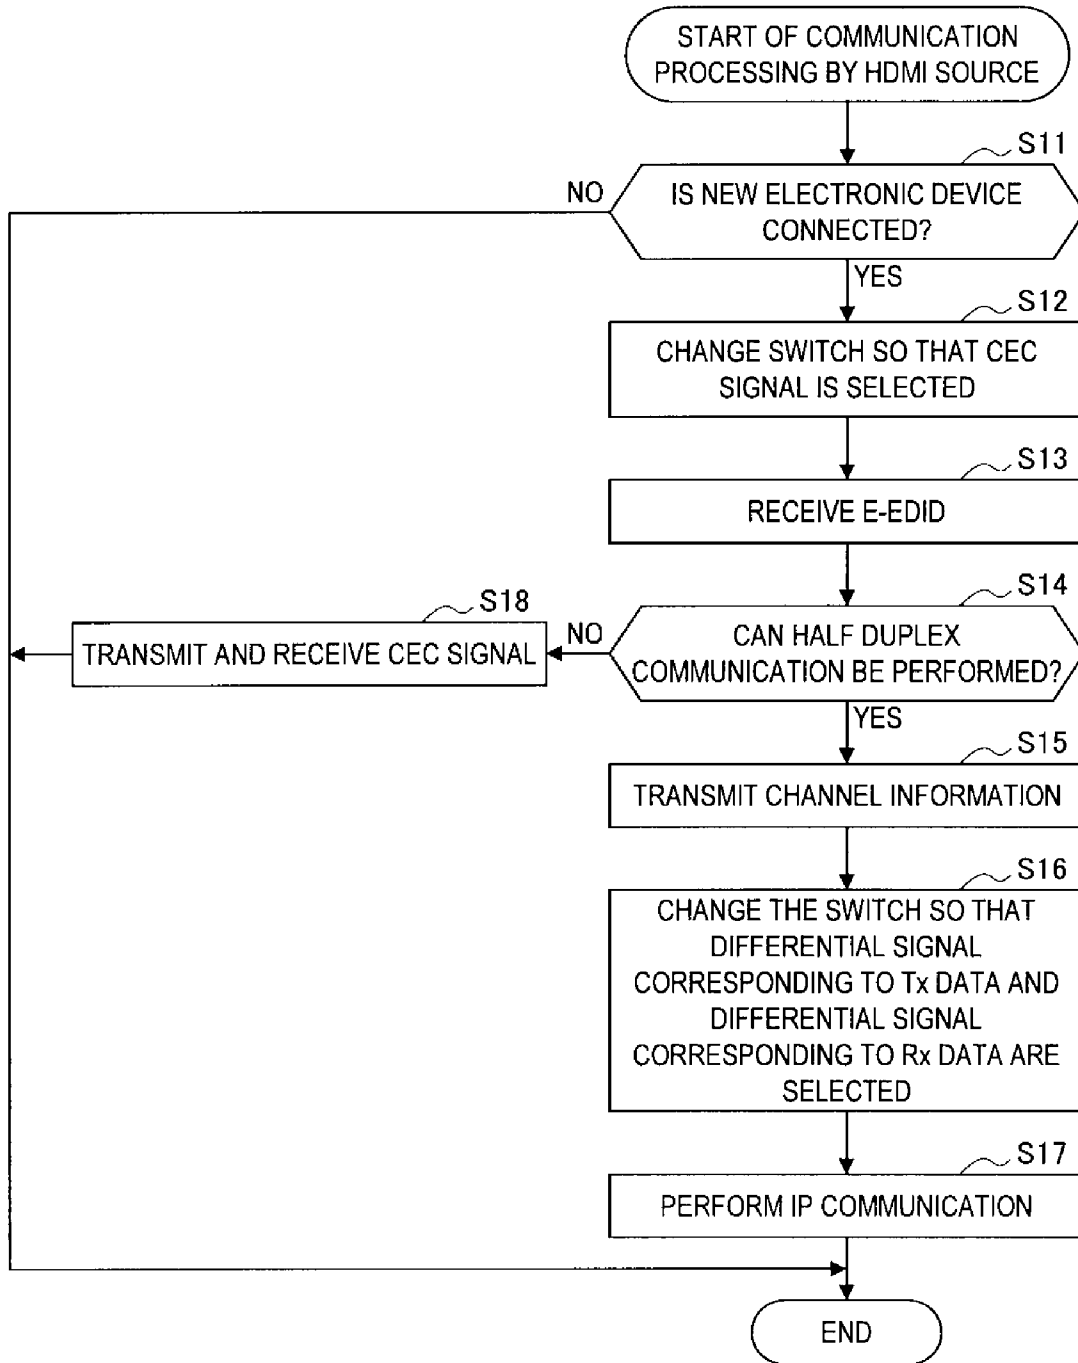 START OF COMMUNICATION
PROCESSING BY HDMI SOURCE
S11
NO
IS NEW ELECTRONIC DEVICE
CONNECTED?
YES
S12
CHANGE SWITCH SO THAT CEC
SIGNAL IS SELECTED
S13
RECEIVE E-EDID
S14
S18
TRANSMIT AND RECEIVE CEC SIGNAL
NO
CAN HALF DUPLEX
COMMUNICATION BE PERFORMED?
YES
S15
TRANSMIT CHANNEL INFORMATION
S16
CHANGE THE SWITCH SO THAT
DIFFERENTIAL SIGNAL
CORRESPONDING TO Tx DATA AND
DIFFERENTIAL SIGNAL
CORRESPONDING TO Rx DATA ARE
SELECTED
S17
PERFORM IP COMMUNICATION
END